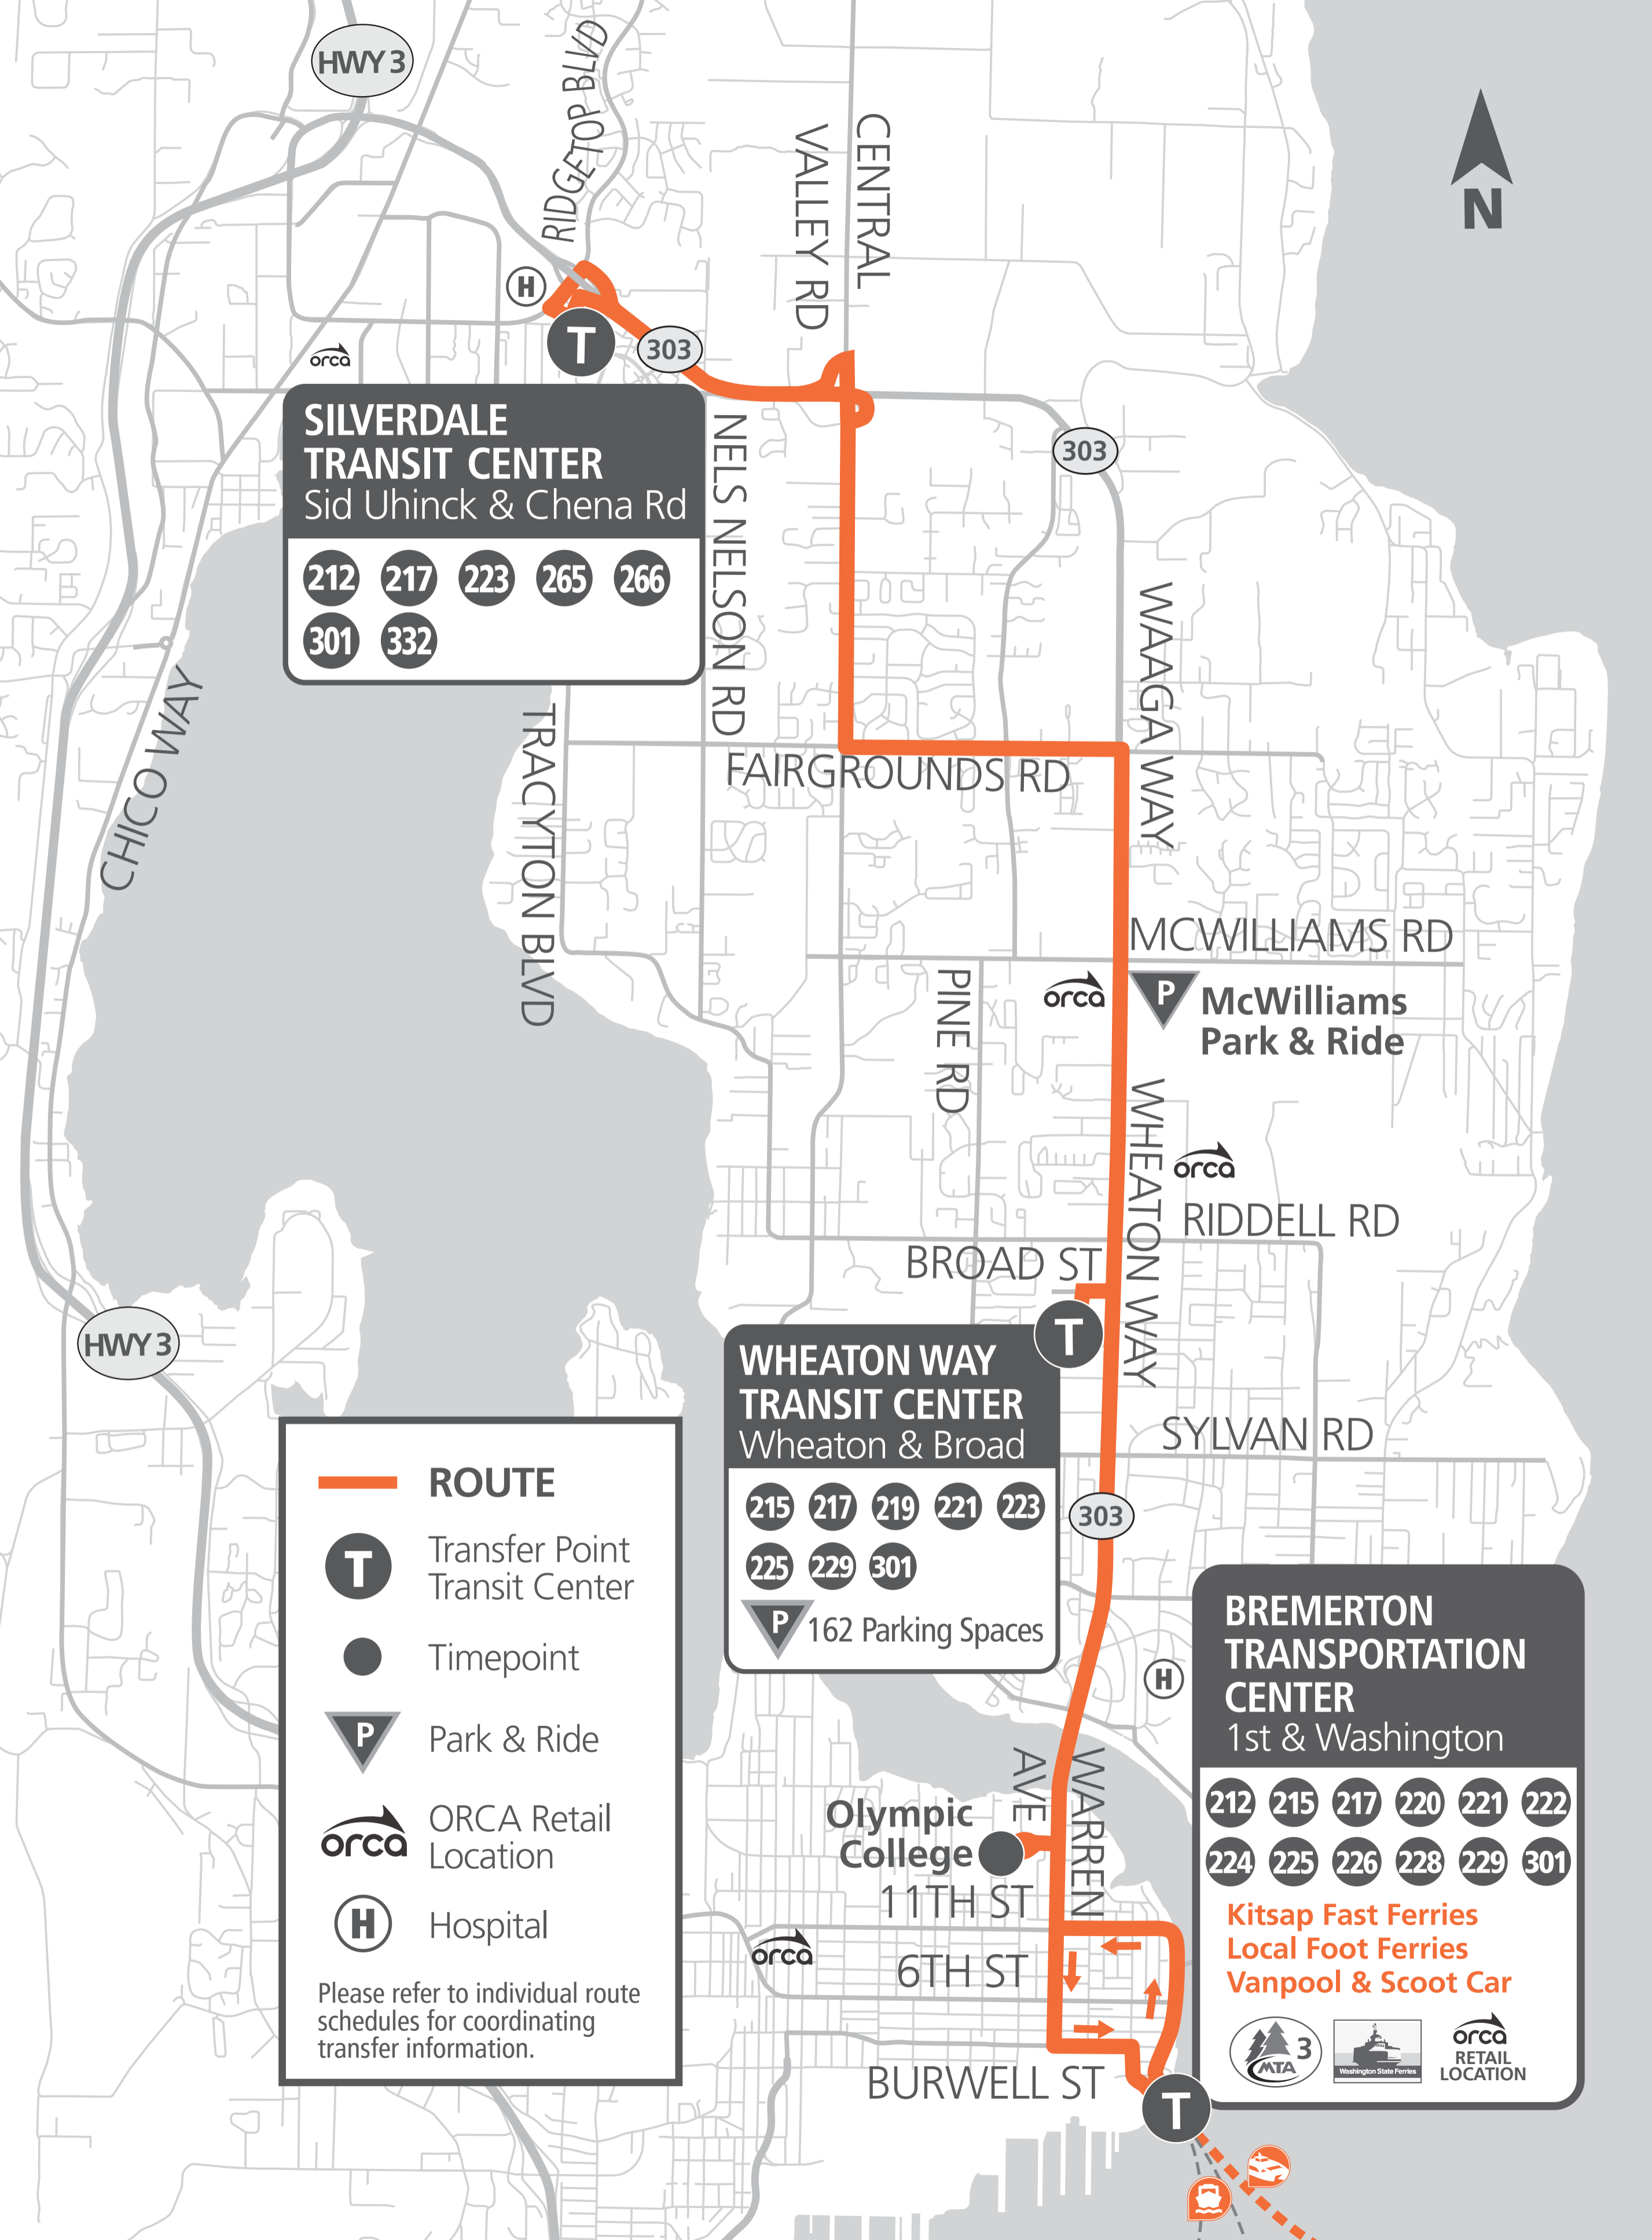 HWY 3
RIDGETOP BLVD
CENTRAL
VALLEY RD
N
H
T
303
orca
SILVERDALE
TRANSIT CENTER
Sid Uhinck & Chena Rd
212 217 223 265 266
301 332
NELS NELSON RD
303
WAAGA WAY
CHICO WAY
TRACYTON BLVD
FAIRGROUNDS RD
MCWILLIAMS RD
PINE RD
orca
P
McWilliams
Park & Ride
WHEATON WAY
orca
RIDDELL RD
BROAD ST
HWY 3
T
WHEATON WAY
TRANSIT CENTER
Wheaton & Broad
215 217 219 221 223
225 229 301
P 162 Parking Spaces
SYLVAN RD
303
ROUTE
T Transfer Point
Transit Center
Timepoint
P Park & Ride
orca ORCA Retail
Location
H Hospital
Please refer to individual route
schedules for coordinating
transfer information.
H
BREMERTON
TRANSPORTATION
CENTER
1st & Washington
212 215 217 220 221 222
224 225 226 228 229 301
Kitsap Fast Ferries
Local Foot Ferries
Vanpool & Scoot Car
MTA 3
Washington State Ferries
orca
RETAIL
LOCATION
WARREN
AVE
Olympic
College
11TH ST
orca
6TH ST
BURWELL ST
T